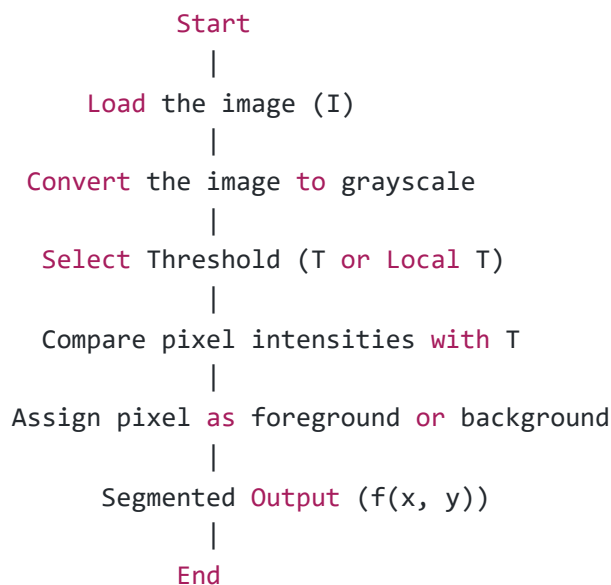 Start
|
Load the image (I)
|
Convert the image to grayscale
|
Select Threshold (T or Local T)
|
Compare pixel intensities with T
|
Assign pixel as foreground or background
|
Segmented Output (f(x, y))
|
End